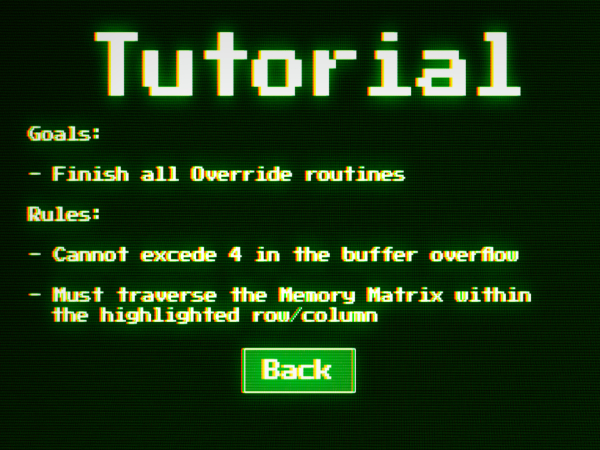 Tutorial
Goals:
- Finish all Override routines
Rules:
- Cannot excede 4 in the buffer overflow
- Must traverse the Memory Matrix within
the highlighted row/column
Back